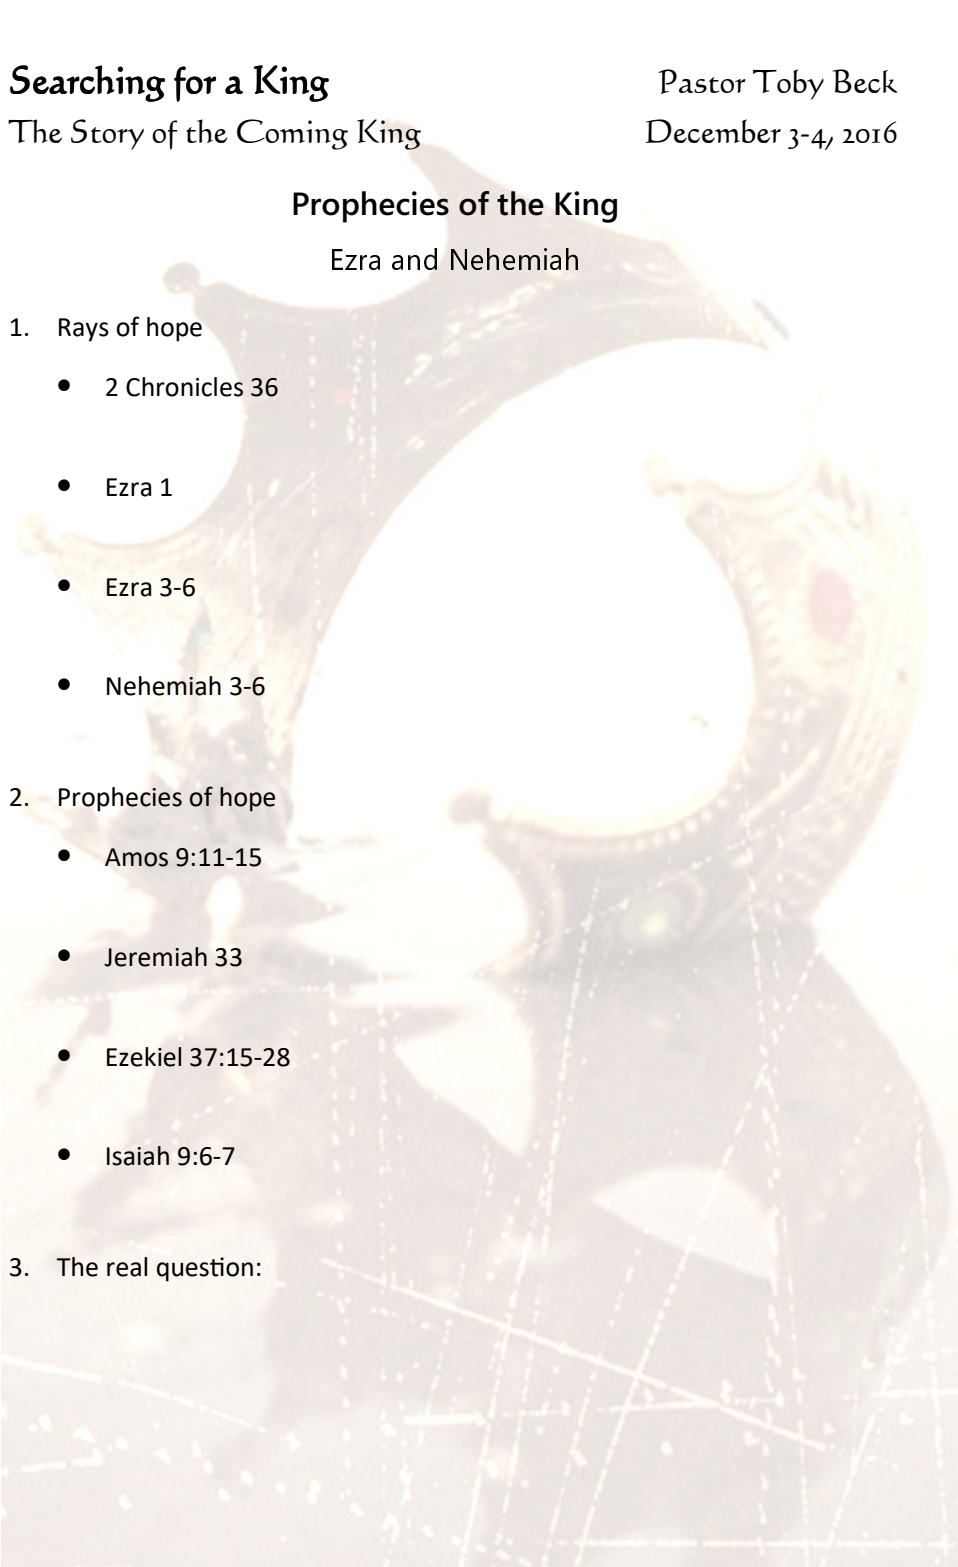 Searching for a King Pastor Toby Beck
The Story of the Coming King December 3-4, 2016
Prophecies of the King
Ezra and Nehemiah
1. Rays of hope
• 2 Chronicles 36
• Ezra 1
• Ezra 3-6
• Nehemiah 3-6
2. Prophecies of hope
• Amos 9:11-15
• Jeremiah 33
• Ezekiel 37:15-28
• Isaiah 9:6-7
3. The real question: